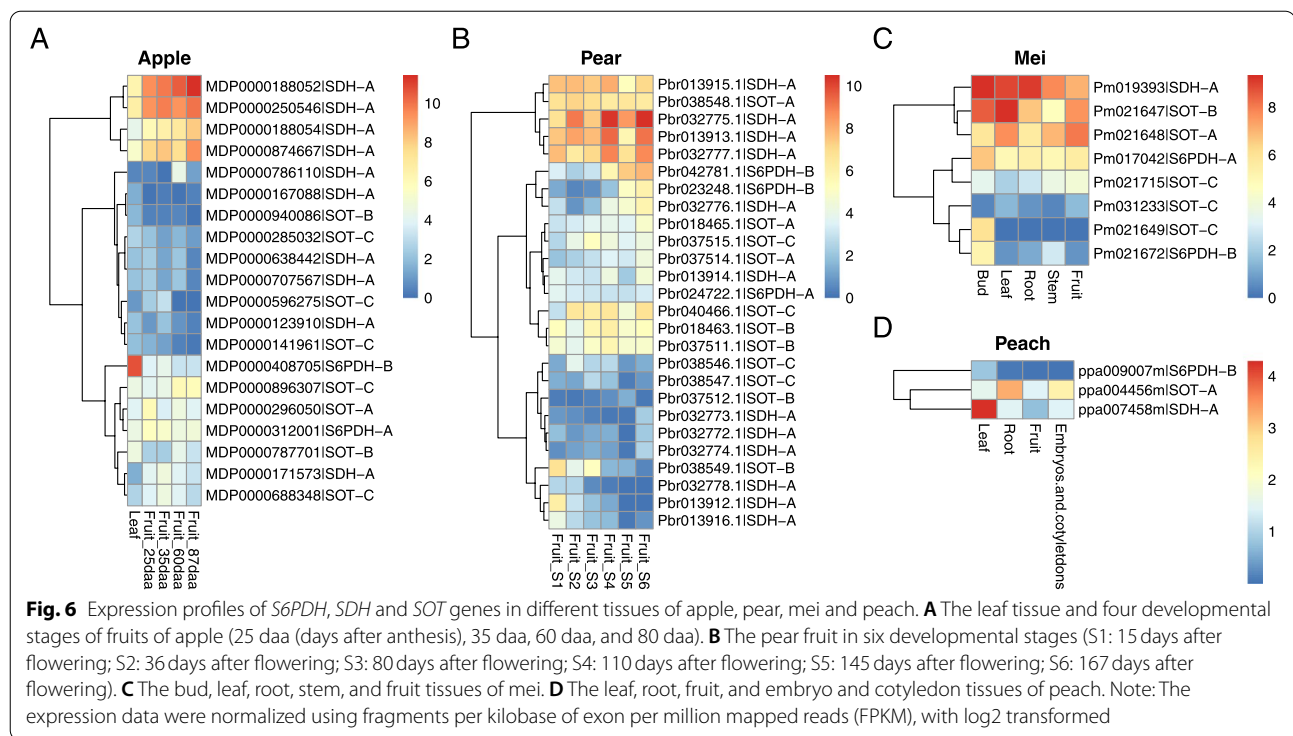 A
Apple
MDP0000188052|SDH−A
MDP0000250546|SDH−A
MDP0000188054|SDH−A
MDP0000874667|SDH−A
MDP0000786110|SDH−A
MDP0000167088|SDH−A
MDP0000940086|SOT−B
MDP0000285032|SOT−C
MDP0000638442|SDH−A
MDP0000707567|SDH−A
MDP0000596275|SOT−C
MDP0000123910|SDH−A
MDP0000141961|SOT−C
MDP0000408705|S6PDH−B
MDP0000896307|SOT−C
MDP0000296050|SOT−A
MDP0000312001|S6PDH−A
MDP0000787701|SOT−B
MDP0000171573|SDH−A
MDP0000688348|SOT−C
Leaf
Fruit_25daa
Fruit_35daa
Fruit_60daa
Fruit_87daa
10
8
6
4
2
0
B
Pear
Pbr013915.1|SDH−A
Pbr038548.1|SOT−A
Pbr032775.1|SDH−A
Pbr013913.1|SDH−A
Pbr032777.1|SDH−A
Pbr042781.1|S6PDH−B
Pbr023248.1|S6PDH−B
Pbr032776.1|SDH−A
Pbr018465.1|SOT−A
Pbr037515.1|SOT−C
Pbr037514.1|SOT−A
Pbr013914.1|SDH−A
Pbr024722.1|S6PDH−A
Pbr040466.1|SOT−C
Pbr018463.1|SOT−B
Pbr037511.1|SOT−B
Pbr038546.1|SOT−C
Pbr038547.1|SOT−C
Pbr037512.1|SOT−B
Pbr032773.1|SDH−A
Pbr032772.1|SDH−A
Pbr032774.1|SDH−A
Pbr038549.1|SOT−B
Pbr032778.1|SDH−A
Pbr013912.1|SDH−A
Pbr013916.1|SDH−A
Fruit_S1
Fruit_S2
Fruit_S3
Fruit_S4
Fruit_S5
Fruit_S6
10
8
6
4
2
0
C
Mei
Pm019393|SDH−A
Pm021647|SOT−B
Pm021648|SOT−A
Pm017042|S6PDH−A
Pm021715|SOT−C
Pm031233|SOT−C
Pm021649|SOT−C
Pm021672|S6PDH−B
Bud
Leaf
Root
Stem
Fruit
8
6
4
2
0
D
Peach
ppa009007m|S6PDH−B
ppa004456m|SOT−A
ppa007458m|SDH−A
Leaf
Root
Fruit
Embryos.and.cotyletdons
4
3
2
1
Fig. 6 Expression profiles of S6PDH, SDH and SOT genes in different tissues of apple, pear, mei and peach. A The leaf tissue and four developmental
stages of fruits of apple (25 daa (days after anthesis), 35 daa, 60 daa, and 80 daa). B The pear fruit in six developmental stages (S1: 15 days after
flowering; S2: 36 days after flowering; S3: 80 days after flowering; S4: 110 days after flowering; S5: 145 days after flowering; S6: 167 days after
flowering). C The bud, leaf, root, stem, and fruit tissues of mei. D The leaf, root, fruit, and embryo and cotyledon tissues of peach. Note: The
expression data were normalized using fragments per kilobase of exon per million mapped reads (FPKM), with log2 transformed